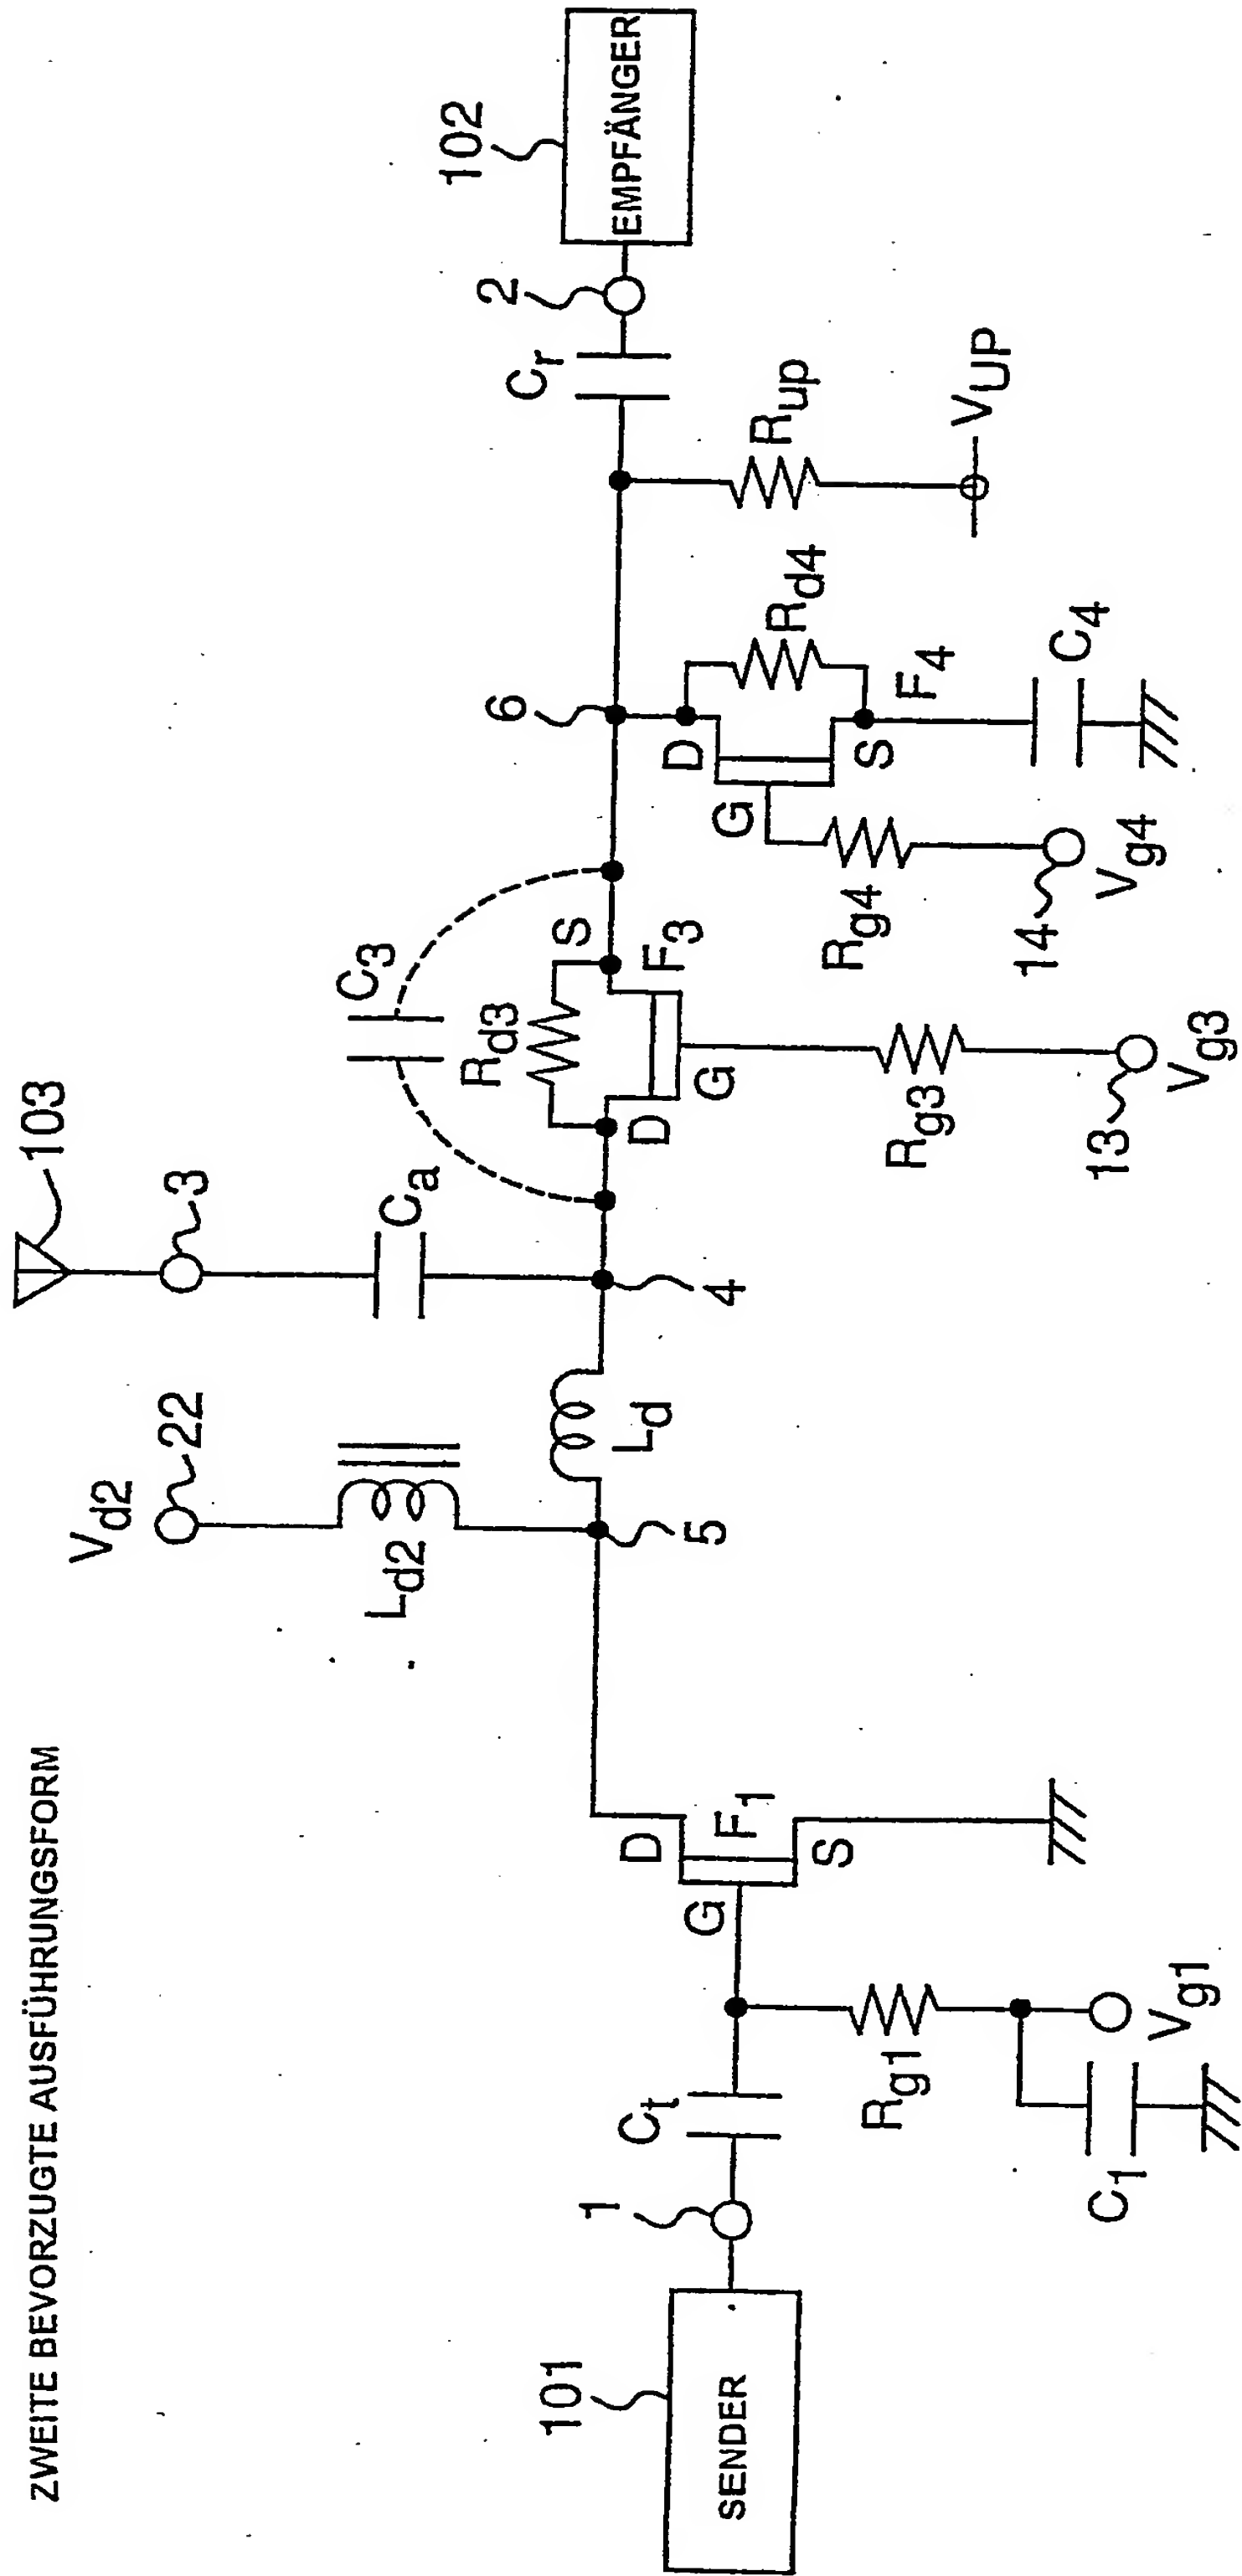 ZWEITE BEVORZUGTE AUSFÜHRUNGSFORM
101
SENDER
1
Ct
G
D
F1
S
Rg1
C1
Vg1
Vd2
22
Ld2
5
Ld
4
103
3
Ca
C3
Rd3
D
S
G
F3
Rg3
13
Vg3
6
D
G
S
Rd4
F4
C4
Rg4
14
Vg4
Rup
VUP
Cr
2
102
EMPFÄNGER